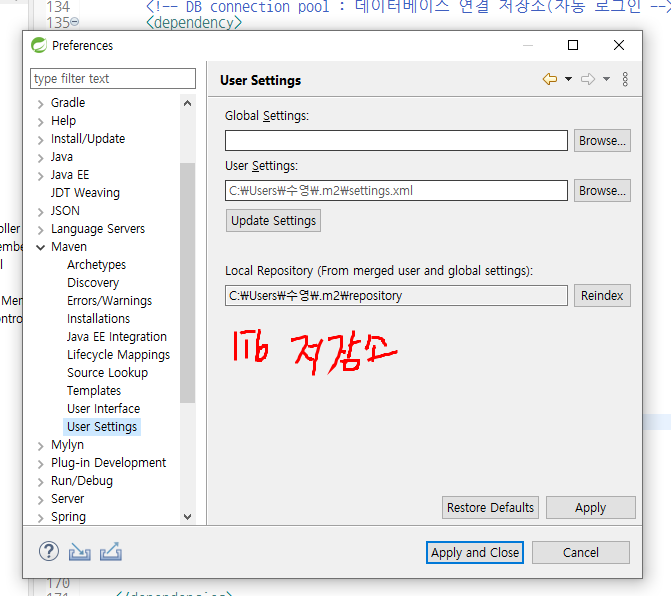 134 <!-- DB connection pool : 데이터베이스 연결 저장소(자동 로그인 -->
135 <dependency>
Preferences
type filter text
User Settings
Gradle
Help
Install/Update
Java
Java EE
JDT Weaving
JSON
Language Servers
Maven
Archetypes
Discovery
Errors/Warnings
Installations
Java EE Integration
Lifecycle Mappings
Source Lookup
Templates
User Interface
User Settings
Mylyn
Plug-in Development
Run/Debug
Server
Spring
Global Settings:
Browse...
User Settings:
C:₩Users₩수영₩.m2₩settings.xml
Browse...
Update Settings
Local Repository (From merged user and global settings):
C:₩Users₩수영₩.m2₩repository
Reindex
lib 저장소
Restore Defaults
Apply
Apply and Close
Cancel
oller
embe
l
Mer
ontro
170
171 </dependencies>